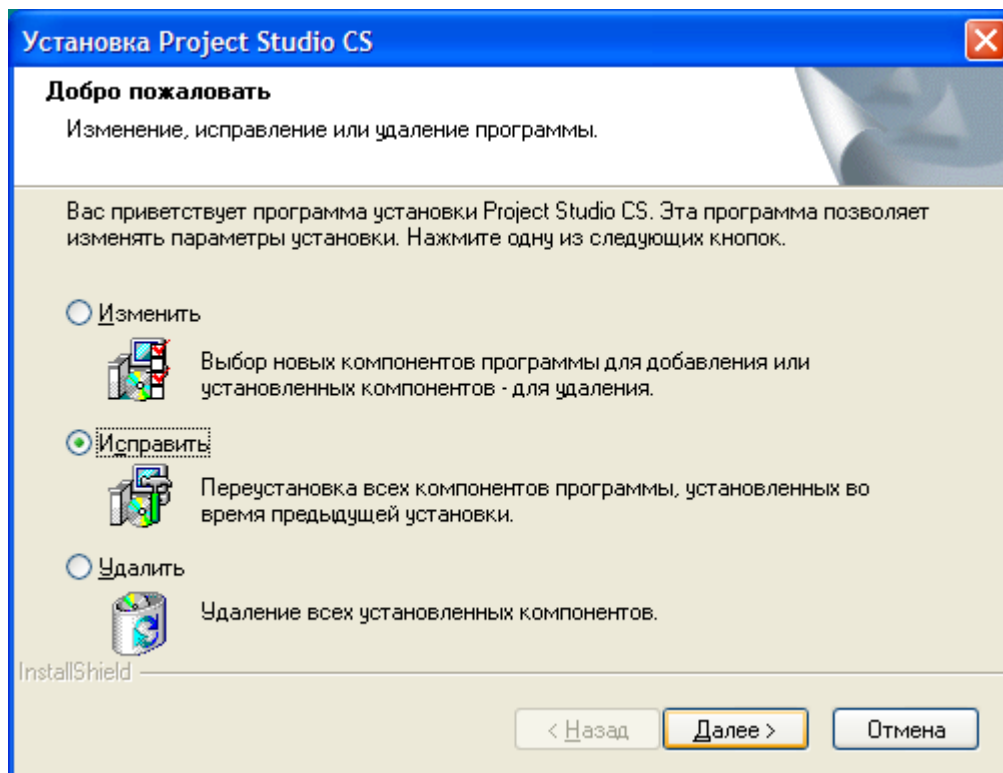 Установка Project Studio CS
Добро пожаловать
Изменение, исправление или удаление программы.
Вас приветствует программа установки Project Studio CS. Эта программа позволяет
изменять параметры установки. Нажмите одну из следующих кнопок.
Изменить
Выбор новых компонентов программы для добавления или
установленных компонентов - для удаления.
Исправить
Переустановка всех компонентов программы, установленных во
время предыдущей установки.
Удалить
Удаление всех установленных компонентов.
InstallShield
< Назад Далее > Отмена